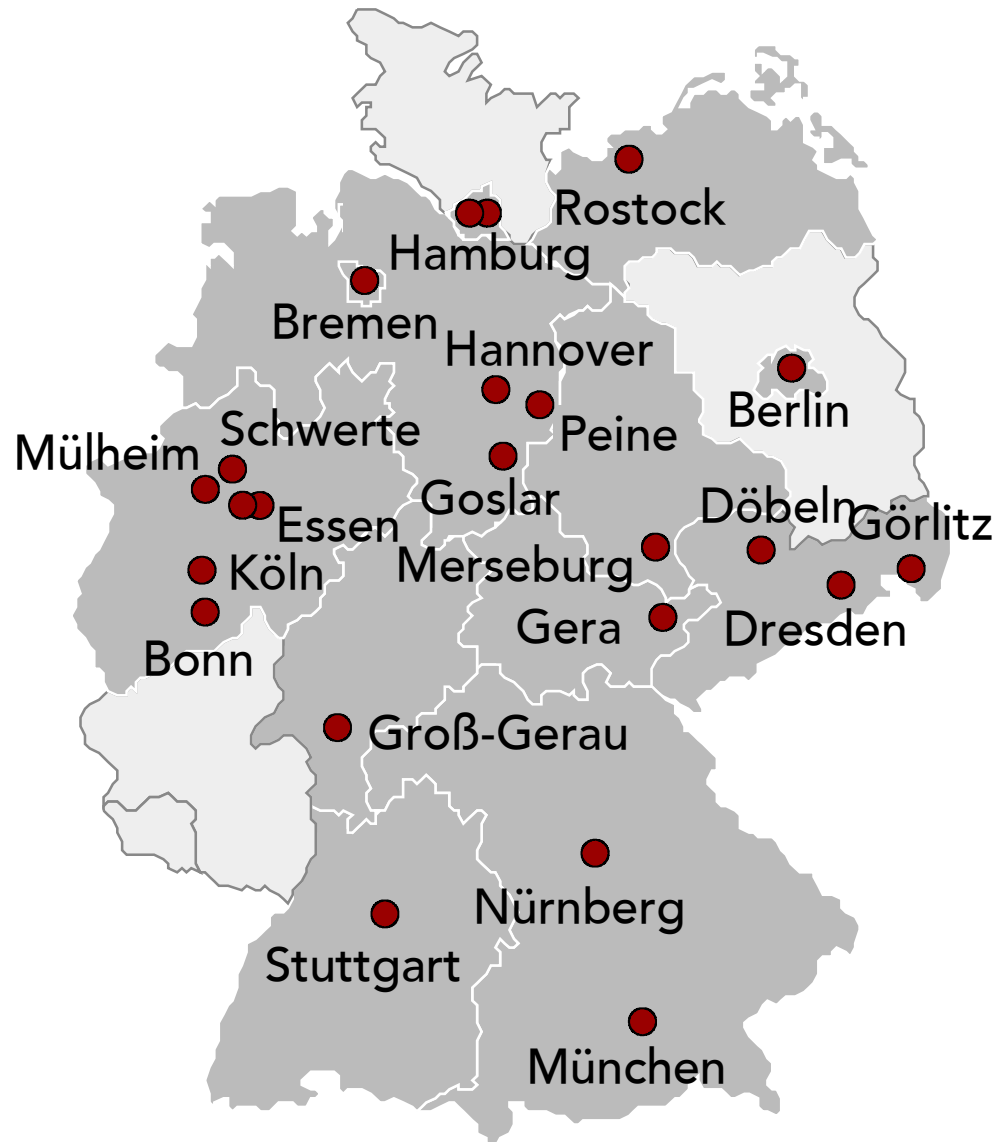 Rostock
Hamburg
Bremen
Hannover
Berlin
Schwerte
Peine
Mülheim
Goslar
Döbeln
Görlitz
Essen
Merseburg
Köln
Gera
Dresden
Bonn
Groß-Gerau
Nürnberg
Stuttgart
München